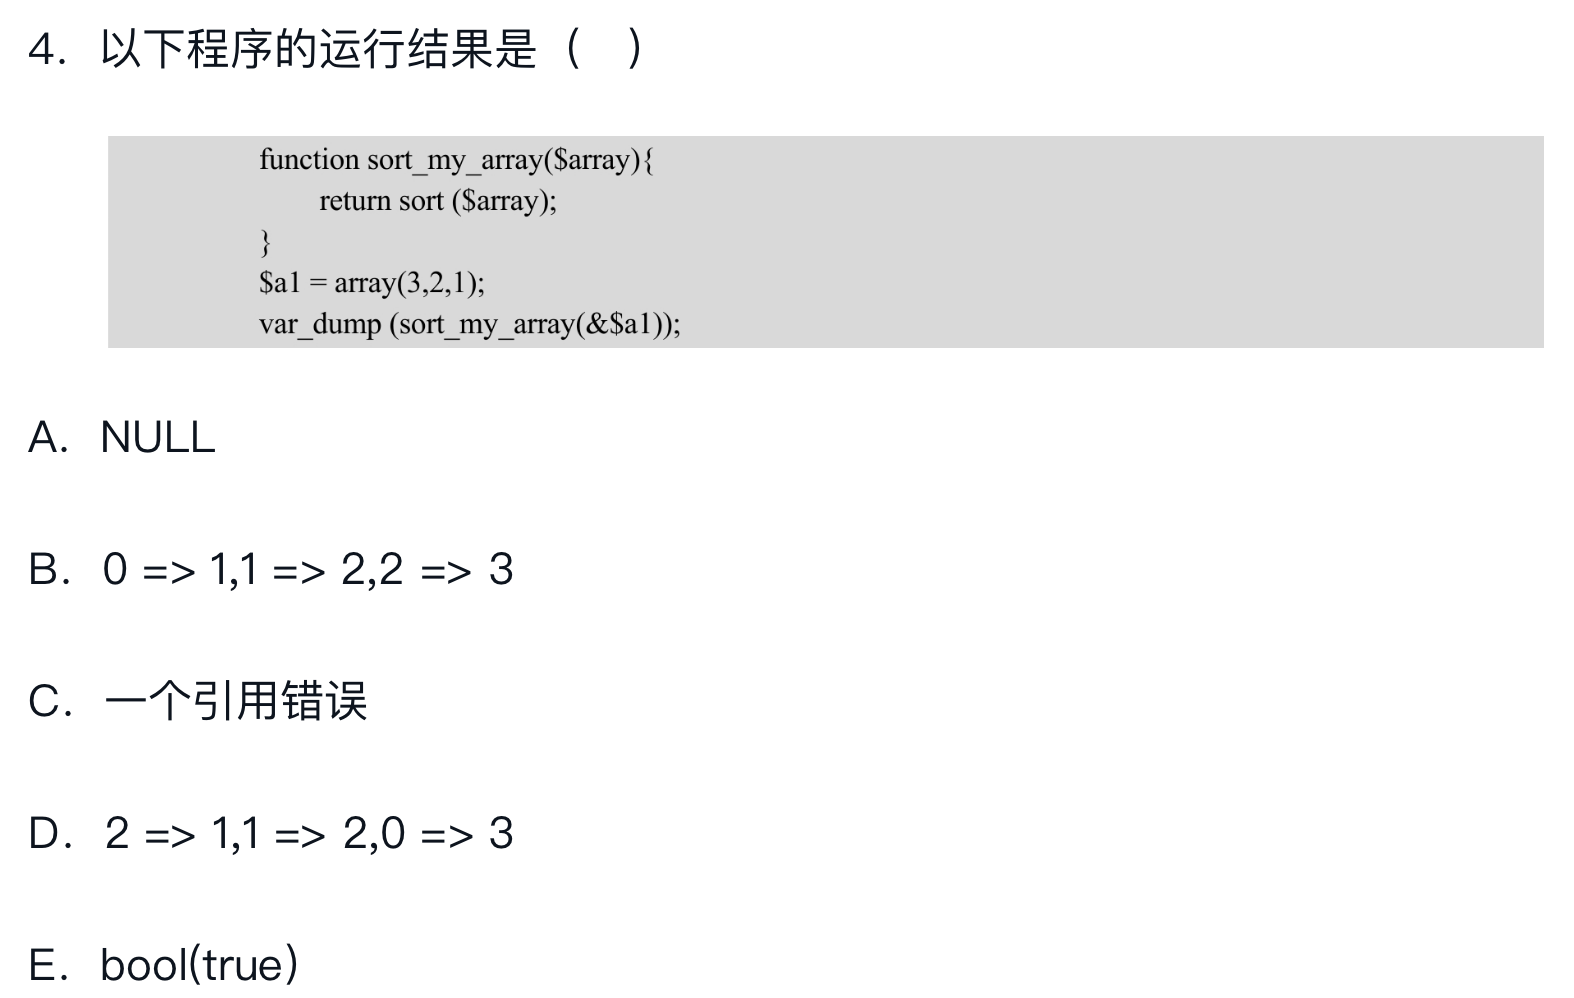 4. 以下程序的运行结果是（ ）
function sort_my_array($array){
return sort ($array);
}
$a1 = array(3,2,1);
var_dump (sort_my_array(&$a1));
A. NULL
B. 0 => 1,1 => 2,2 => 3
C. 一个引用错误
D. 2 => 1,1 => 2,0 => 3
E. bool(true)